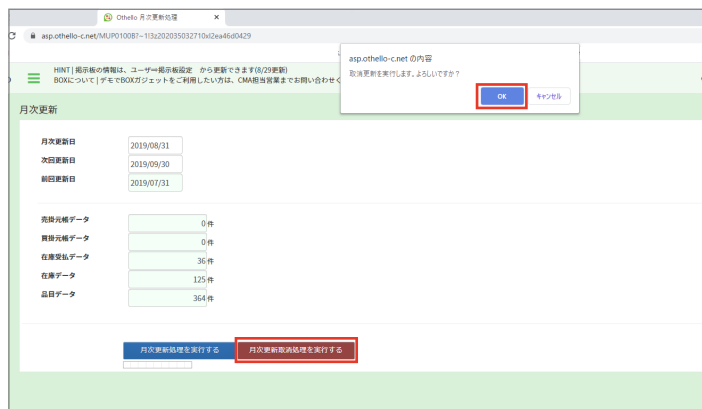 Othello 月次更新処理 ×
asp.othello-c.net/MUP0100B?~1!3z202035032710xl2ea46d0429
asp.othello-c.net の内容
取消更新を実行します。よろしいですか？
OK キャンセル
HINT | 掲示板の情報は、ユーザー⇒掲示板設定 から更新できます(8/29更新)
BOXについて | デモでBOXガジェットをご利用したい方は、CMA担当営業までお問い合わせく
月次更新
月次更新日 2019/08/31
次回更新日 2019/09/30
前回更新日 2019/07/31
売掛元帳データ 0 件
買掛元帳データ 0 件
在庫受払データ 36 件
在庫データ 125 件
品目データ 364 件
月次更新処理を実行する 月次更新取消処理を実行する